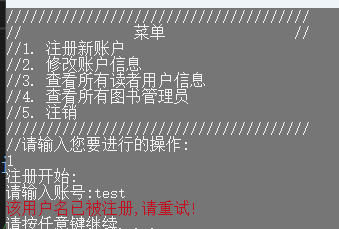 //////////////////////////////////////
// 菜单 //
//1. 注册新账户
//2. 修改账户信息
//3. 查看所有读者用户信息
//4. 查看所有图书管理员
//5. 注销
//////////////////////////////////////
//请输入您要进行的操作:
1
注册开始:
请输入账号:test
该用户名已被注册,请重试!
请按任意键继续. . .